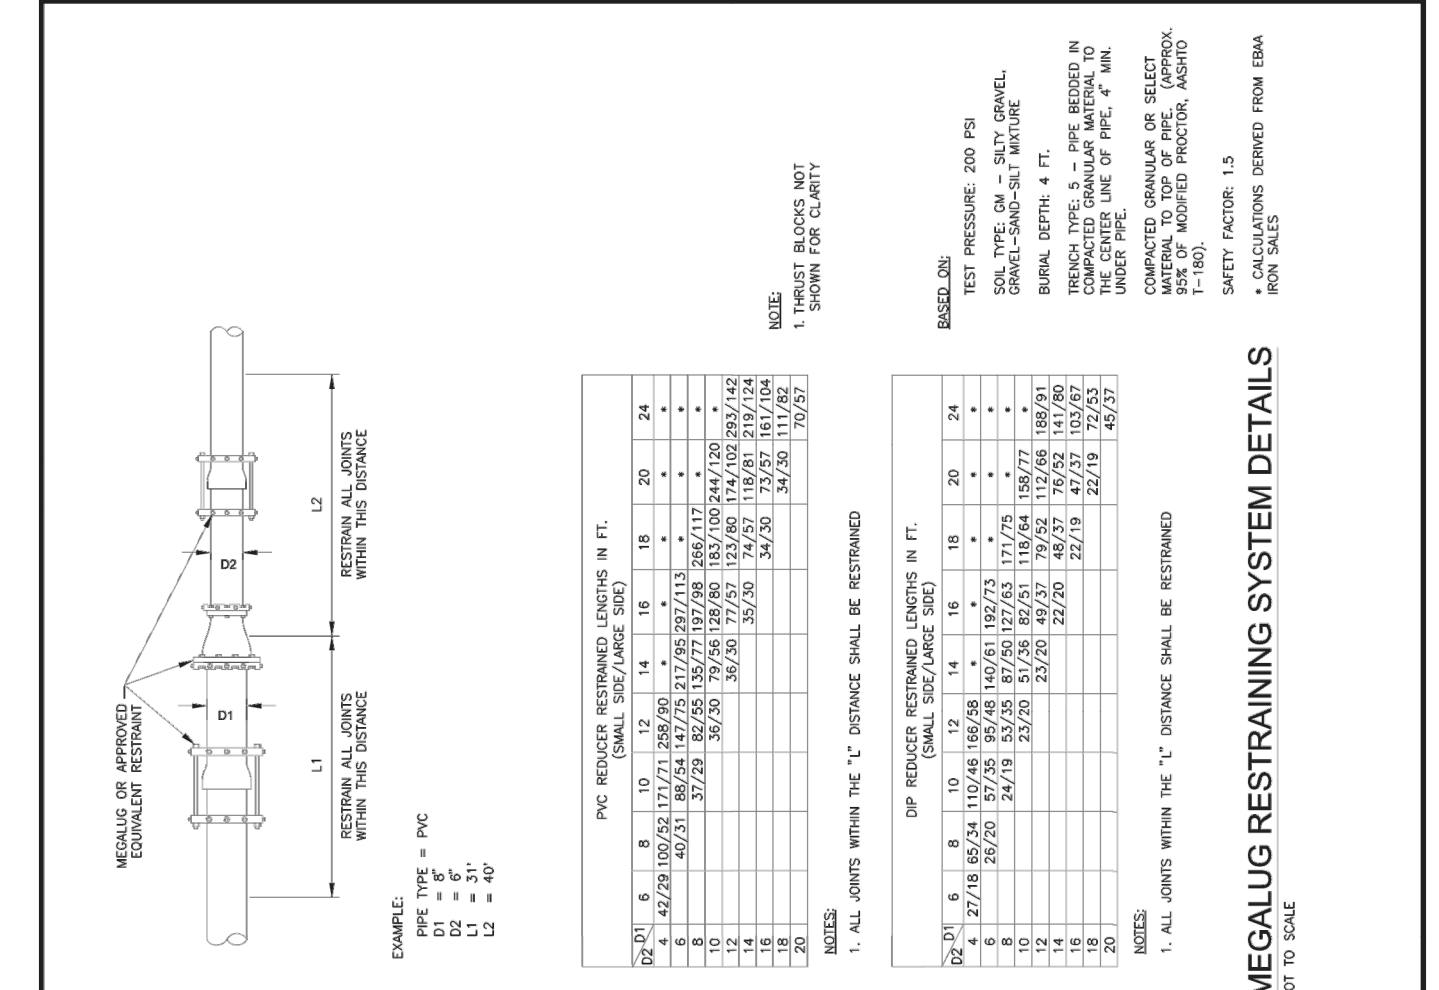 MEGALUG OR APPROVED
EQUIVALENT RESTRAINT
D1
D2
L1
L2
RESTRAIN ALL JOINTS
WITHIN THIS DISTANCE
RESTRAIN ALL JOINTS
WITHIN THIS DISTANCE
EXAMPLE:
PIPE TYPE = PVC
D1 = 8"
D2 = 6"
L1 = 31'
L2 = 40'
PVC REDUCER RESTRAINED LENGTHS IN FT.
(SMALL SIDE/LARGE SIDE)
D2 D1 6 8 10 12 14 16 18 20 24
4 42/29 100/52 171/71 258/90 * * * * *
6 40/31 88/54 147/75 217/95 297/113 * * *
8 37/29 82/55 135/77 197/98 266/117 * *
10 36/30 79/56 128/80 183/100 244/120 *
12 36/30 77/57 123/80 174/102 293/142
14 35/30 74/57 118/81 219/124
16 34/30 73/57 161/104
18 34/30 111/82
20 70/57
NOTES:
1. ALL JOINTS WITHIN THE "L" DISTANCE SHALL BE RESTRAINED
NOTE:
1. THRUST BLOCKS NOT
SHOWN FOR CLARITY
DIP REDUCER RESTRAINED LENGTHS IN FT.
(SMALL SIDE/LARGE SIDE)
D2 D1 6 8 10 12 14 16 18 20 24
4 27/18 65/34 110/46 166/58 * * * * *
6 26/20 57/35 95/48 140/61 192/73 * * *
8 24/19 53/35 87/50 127/63 171/75 * *
10 23/20 51/36 82/51 118/64 158/77 *
12 23/20 49/37 79/52 112/66 188/91
14 22/20 48/37 76/52 141/80
16 22/19 47/37 103/67
18 22/19 72/53
20 45/37
NOTES:
1. ALL JOINTS WITHIN THE "L" DISTANCE SHALL BE RESTRAINED
BASED ON:
TEST PRESSURE: 200 PSI
SOIL TYPE: GM – SILTY GRAVEL,
GRAVEL–SAND–SILT MIXTURE
BURIAL DEPTH: 4 FT.
TRENCH TYPE: 5 – PIPE BEDDED IN
COMPACTED GRANULAR MATERIAL TO
THE CENTER LINE OF PIPE, 4" MIN.
UNDER PIPE.
COMPACTED GRANULAR OR SELECT
MATERIAL TO TOP OF PIPE. (APPROX.
95% OF MODIFIED PROCTOR, AASHTO
T–180).
SAFETY FACTOR: 1.5
* CALCULATIONS DERIVED FROM EBAA
IRON SALES
MEGALUG RESTRAINING SYSTEM DETAILS
OT TO SCALE